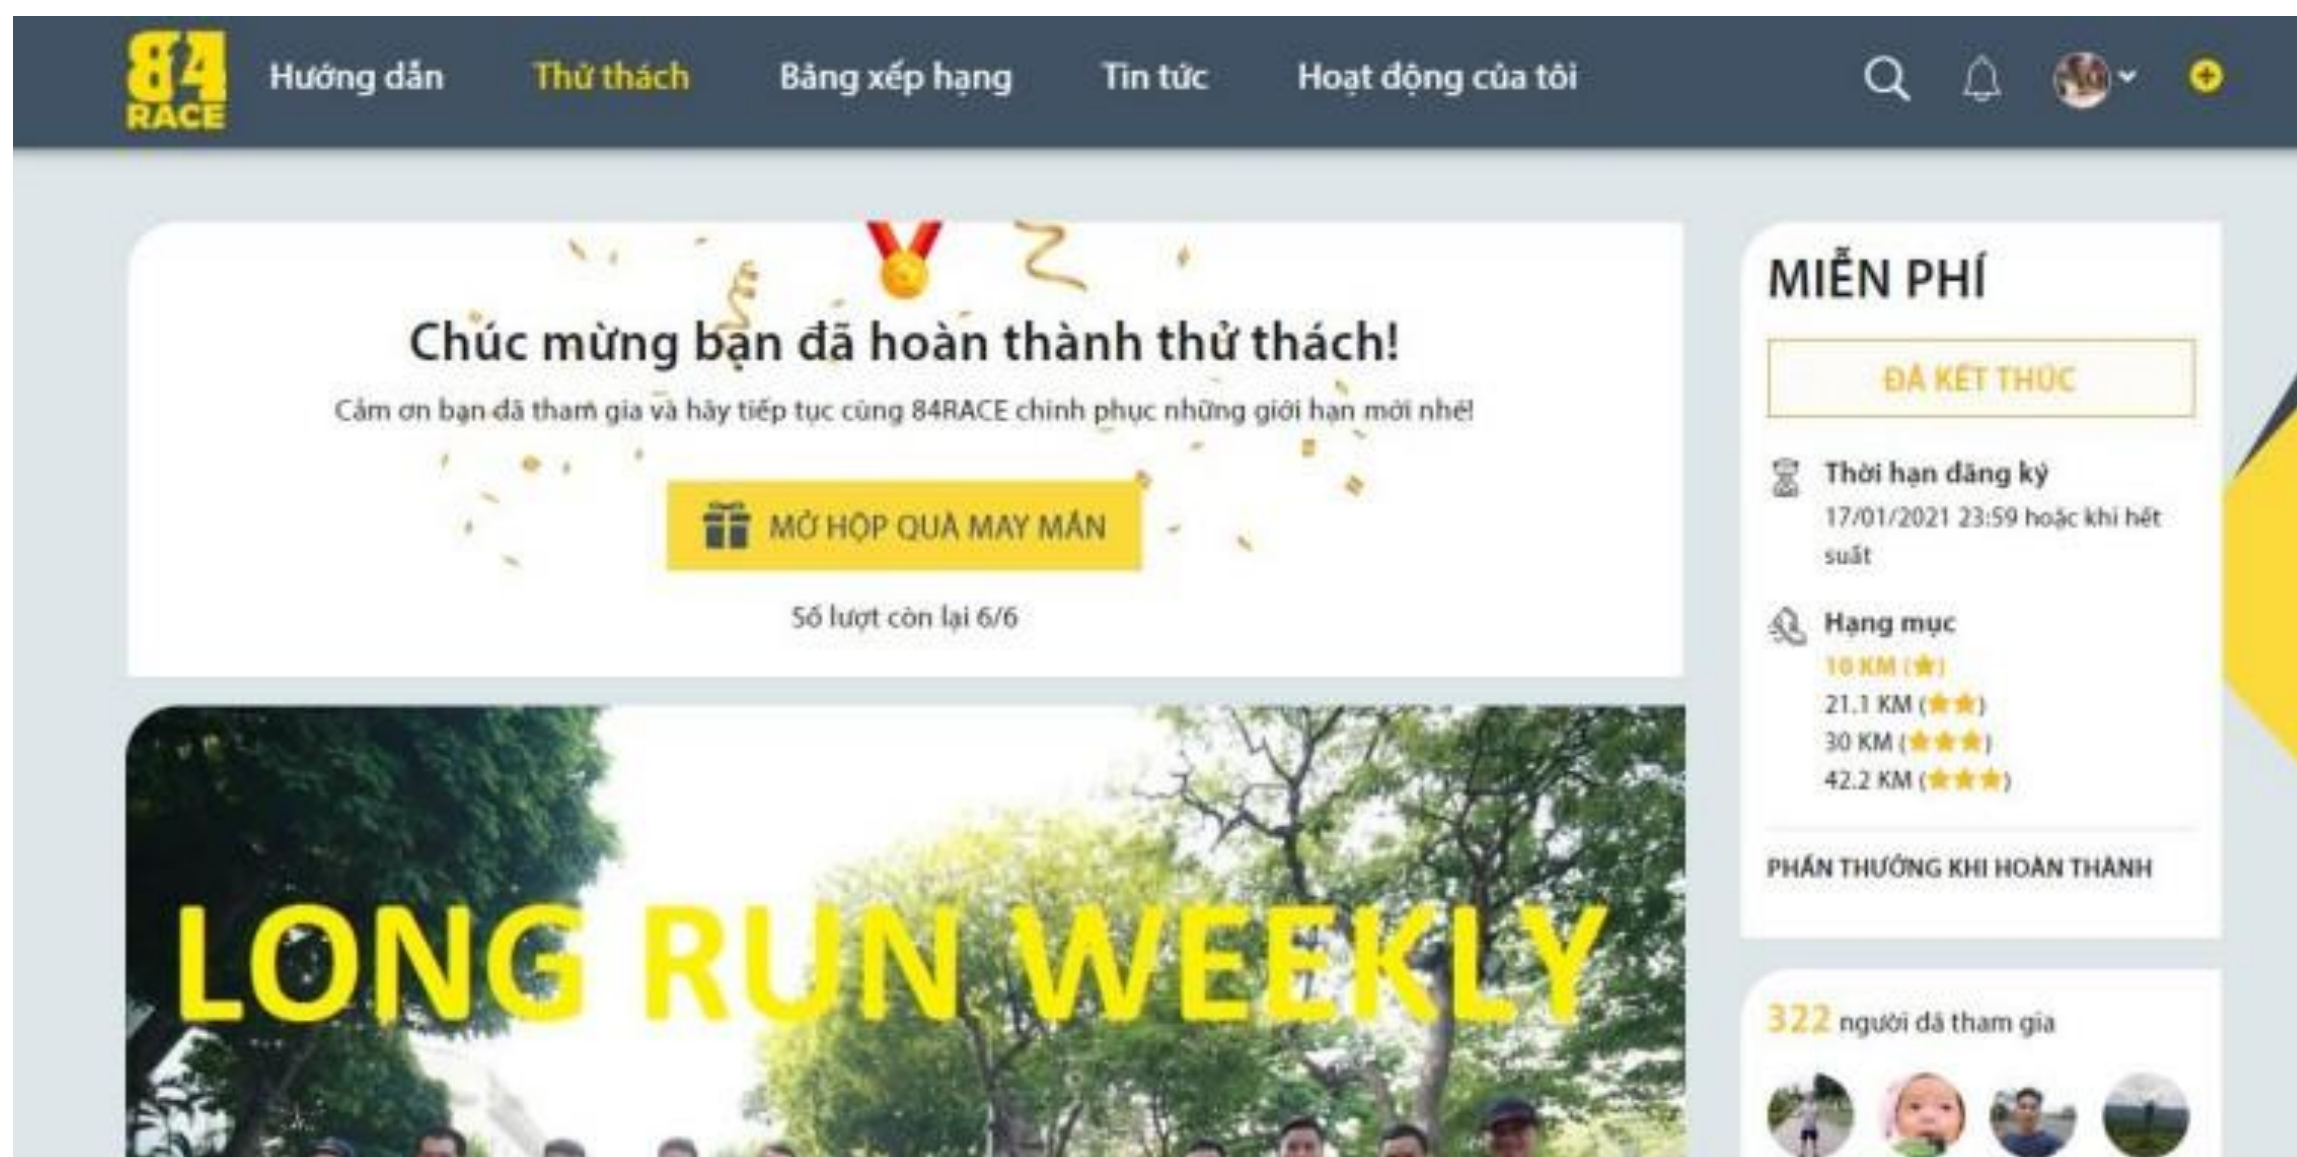 84
RACE
Hướng dẫn
Thử thách
Bảng xếp hạng
Tin tức
Hoạt động của tôi
Chúc mừng bạn đã hoàn thành thử thách!
Cảm ơn bạn đã tham gia và hãy tiếp tục cùng 84RACE chinh phục những giới hạn mới nhé!
MỞ HỘP QUÀ MAY MẮN
Số lượt còn lại 6/6
LONG RUN WEEKLY
MIỄN PHÍ
ĐÃ KẾT THÚC
Thời hạn đăng ký
17/01/2021 23:59 hoặc khi hết
suất
Hạng mục
10 KM (★)
21.1 KM (★★)
30 KM (★★★)
42.2 KM (★★★)
PHẦN THƯỞNG KHI HOÀN THÀNH
322 người đã tham gia